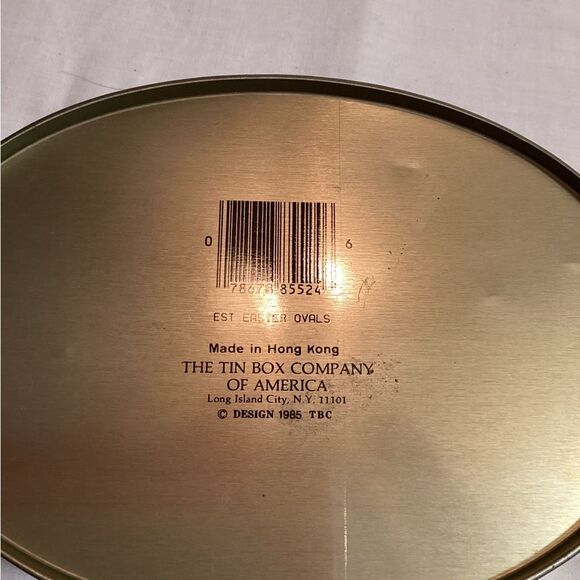 0 6
85524
EST EASTER OVALS
Made in Hong Kong
THE TIN BOX COMPANY
OF AMERICA
Long Island City, N.Y. 11101
© DESIGN 1985 TBC